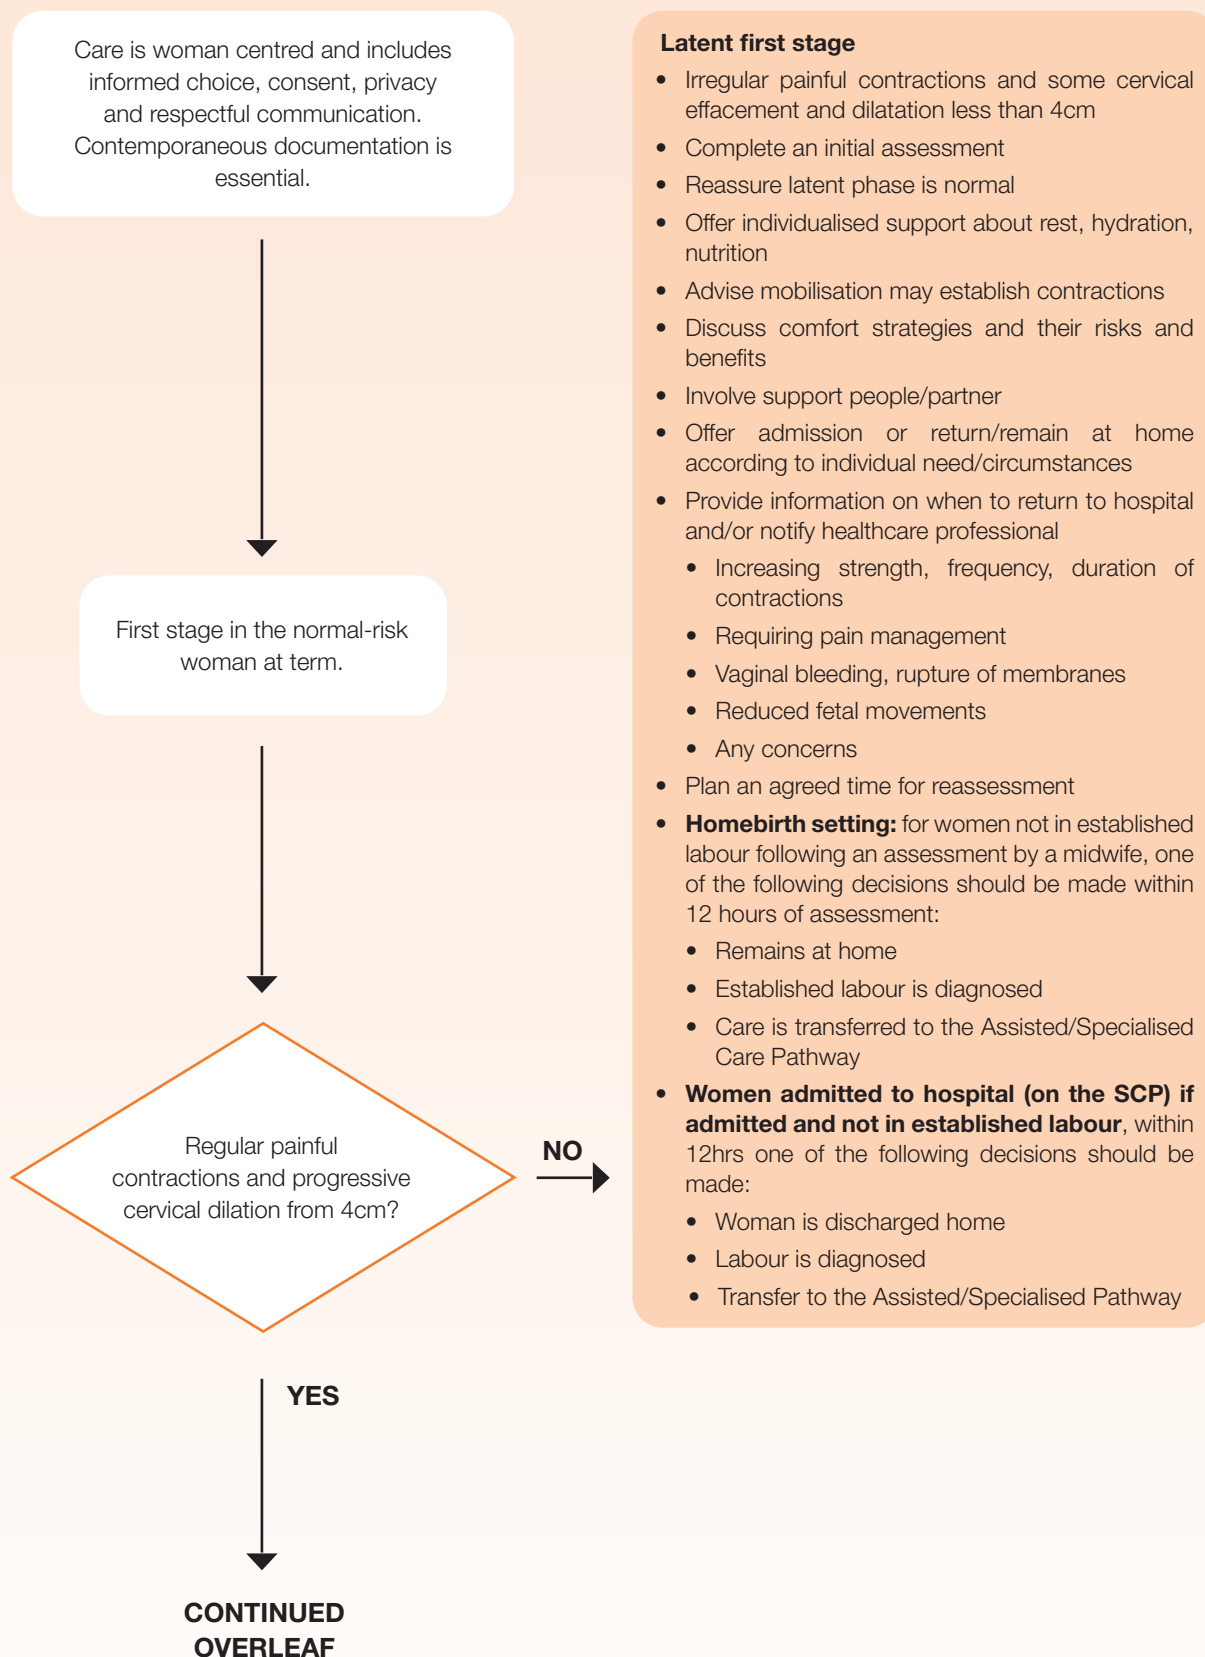 Care is woman centred and includes
informed choice, consent, privacy
and respectful communication.
Contemporaneous documentation is
essential.
First stage in the normal-risk
woman at term.
Regular painful
contractions and progressive
cervical dilation from 4cm?
NO
YES
CONTINUED
OVERLEAF
Latent first stage
• Irregular painful contractions and some cervical
effacement and dilatation less than 4cm
• Complete an initial assessment
• Reassure latent phase is normal
• Offer individualised support about rest, hydration,
nutrition
• Advise mobilisation may establish contractions
• Discuss comfort strategies and their risks and
benefits
• Involve support people/partner
• Offer admission or return/remain at home
according to individual need/circumstances
• Provide information on when to return to hospital
and/or notify healthcare professional
• Increasing strength, frequency, duration of
contractions
• Requiring pain management
• Vaginal bleeding, rupture of membranes
• Reduced fetal movements
• Any concerns
• Plan an agreed time for reassessment
• Homebirth setting: for women not in established
labour following an assessment by a midwife, one
of the following decisions should be made within
12 hours of assessment:
• Remains at home
• Established labour is diagnosed
• Care is transferred to the Assisted/Specialised
Care Pathway
• Women admitted to hospital (on the SCP) if
admitted and not in established labour, within
12hrs one of the following decisions should be
made:
• Woman is discharged home
• Labour is diagnosed
• Transfer to the Assisted/Specialised Pathway